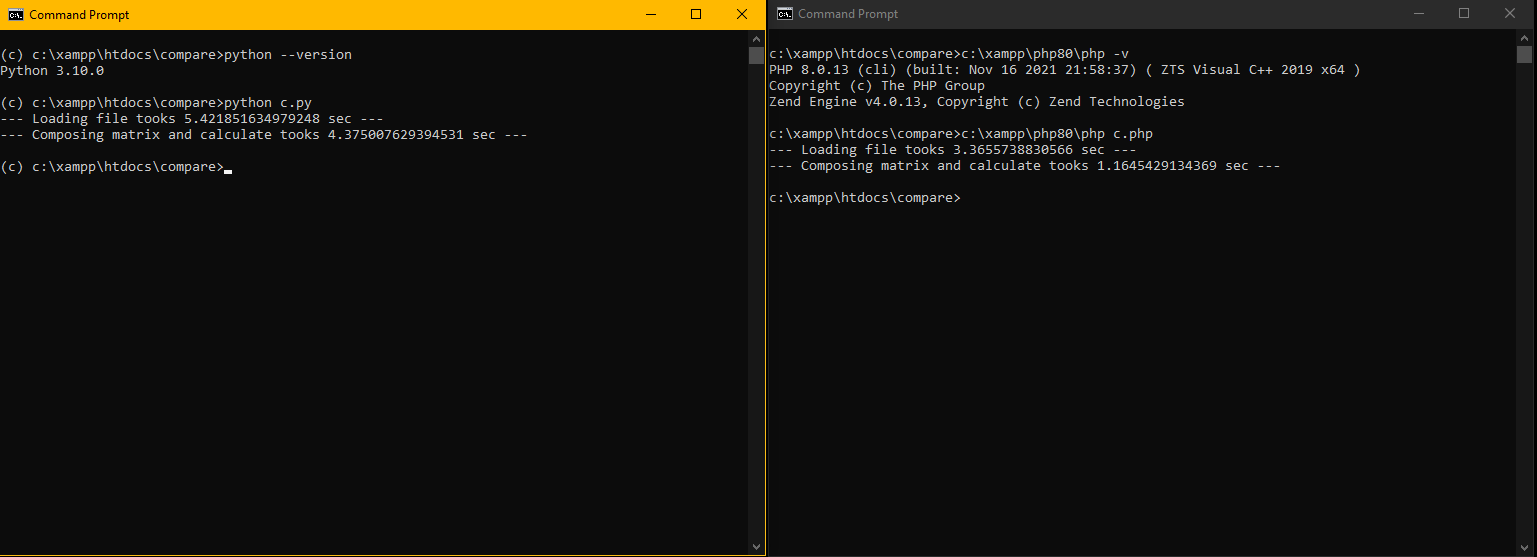 Command Prompt
(c) c:\xampp\htdocs\compare>python --version
Python 3.10.0
(c) c:\xampp\htdocs\compare>python c.py
--- Loading file tooks 5.421851634979248 sec ---
--- Composing matrix and calculate tooks 4.375007629394531 sec ---
(c) c:\xampp\htdocs\compare>
Command Prompt
c:\xampp\htdocs\compare>c:\xampp\php80\php -v
PHP 8.0.13 (cli) (built: Nov 16 2021 21:58:37) ( ZTS Visual C++ 2019 x64 )
Copyright (c) The PHP Group
Zend Engine v4.0.13, Copyright (c) Zend Technologies
c:\xampp\htdocs\compare>c:\xampp\php80\php c.php
--- Loading file tooks 3.3655738830566 sec ---
--- Composing matrix and calculate tooks 1.1645429134369 sec ---
c:\xampp\htdocs\compare>